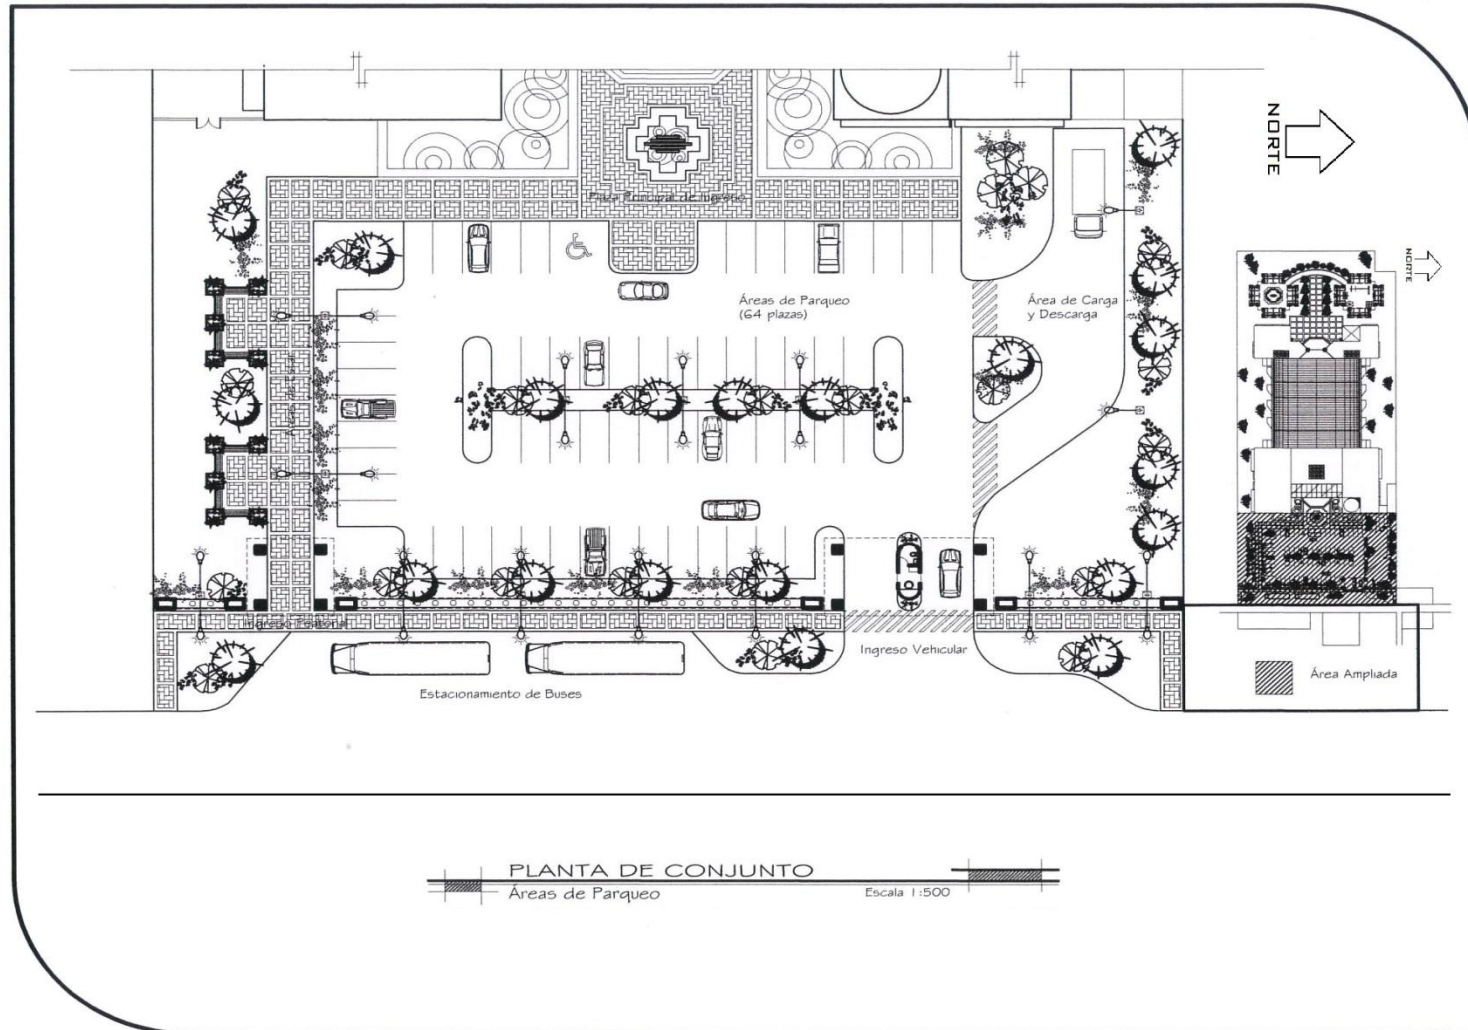 NORTE
Plaza Principal de Ingreso
NORTE
Áreas de Parqueo
(64 plazas)
Área de Carga
y Descarga
Ingreso Peatonal
Ingreso Vehicular
Estacionamiento de Buses
Área Ampliada
PLANTA DE CONJUNTO
Áreas de Parqueo
Escala 1:500